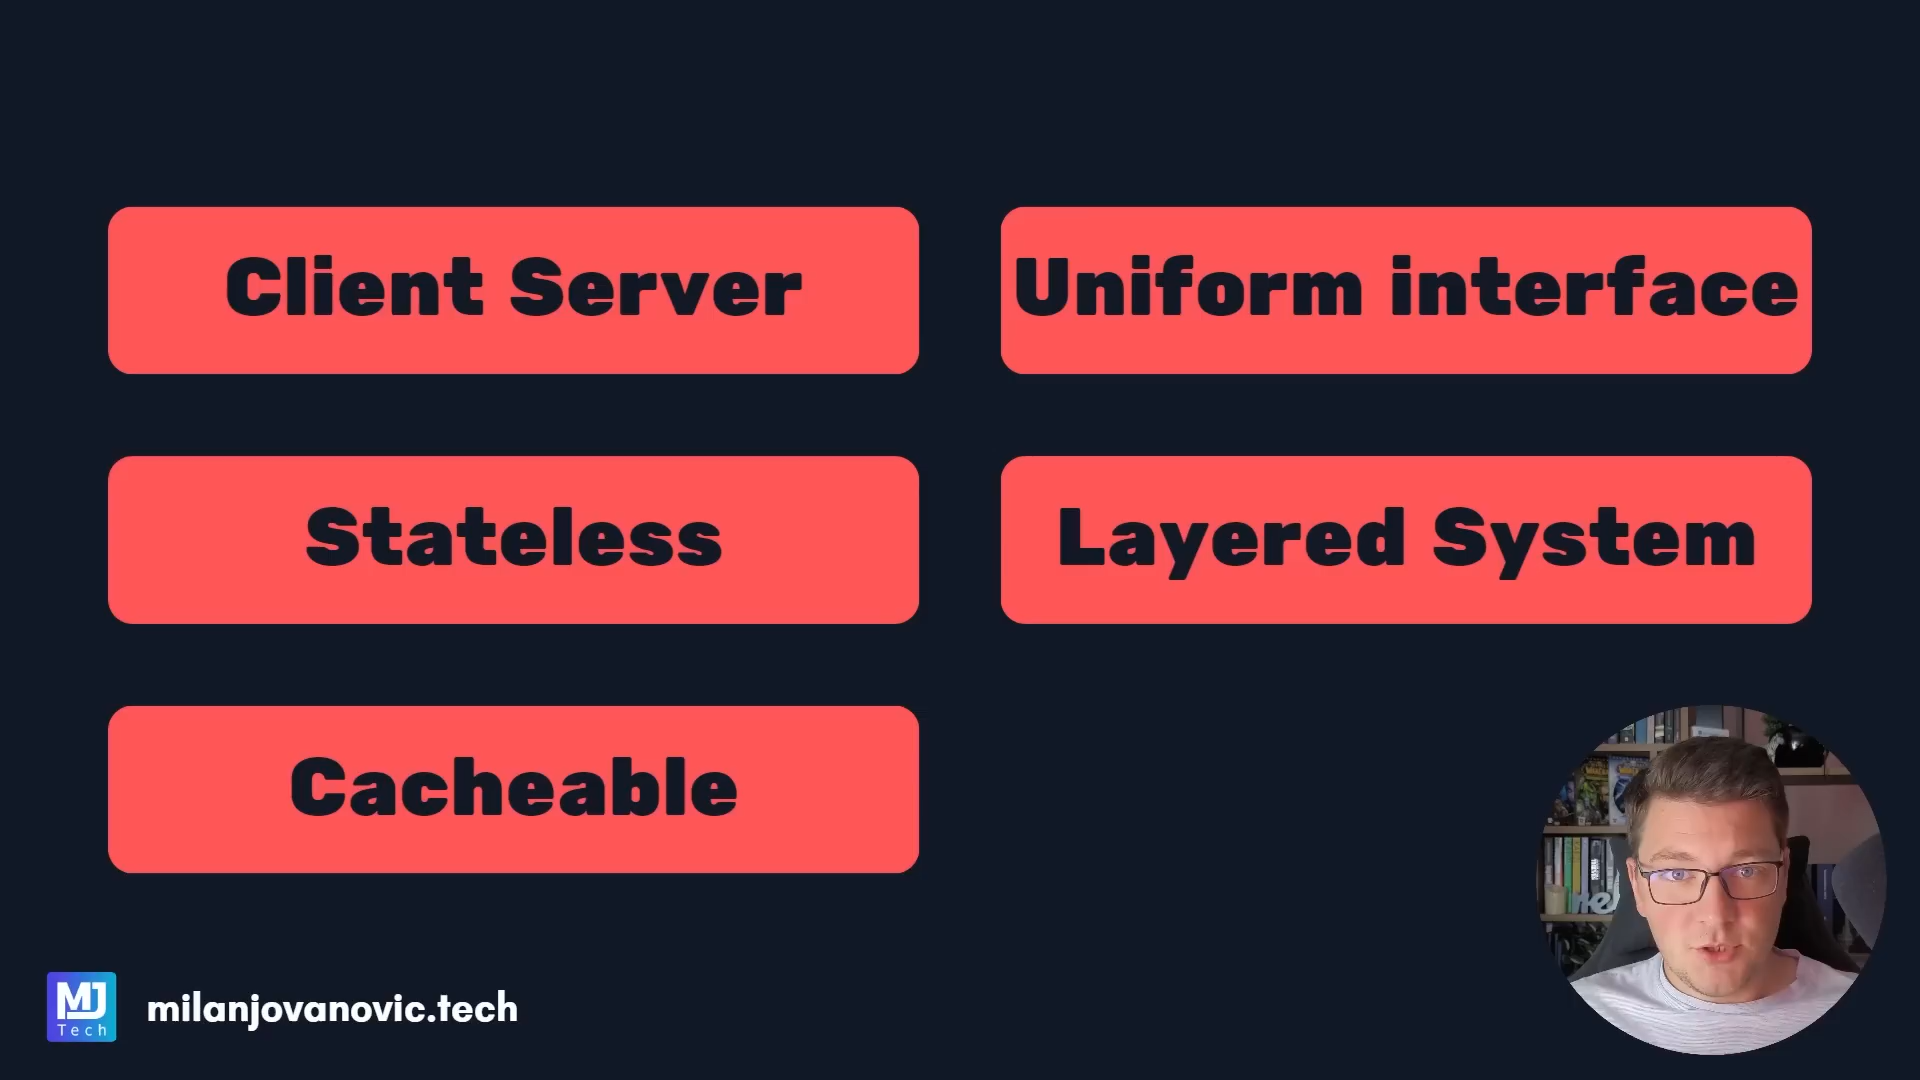 Client Server
Uniform interface
Stateless
Layered System
Cacheable
MJ
Tech
milanjovanovic.tech